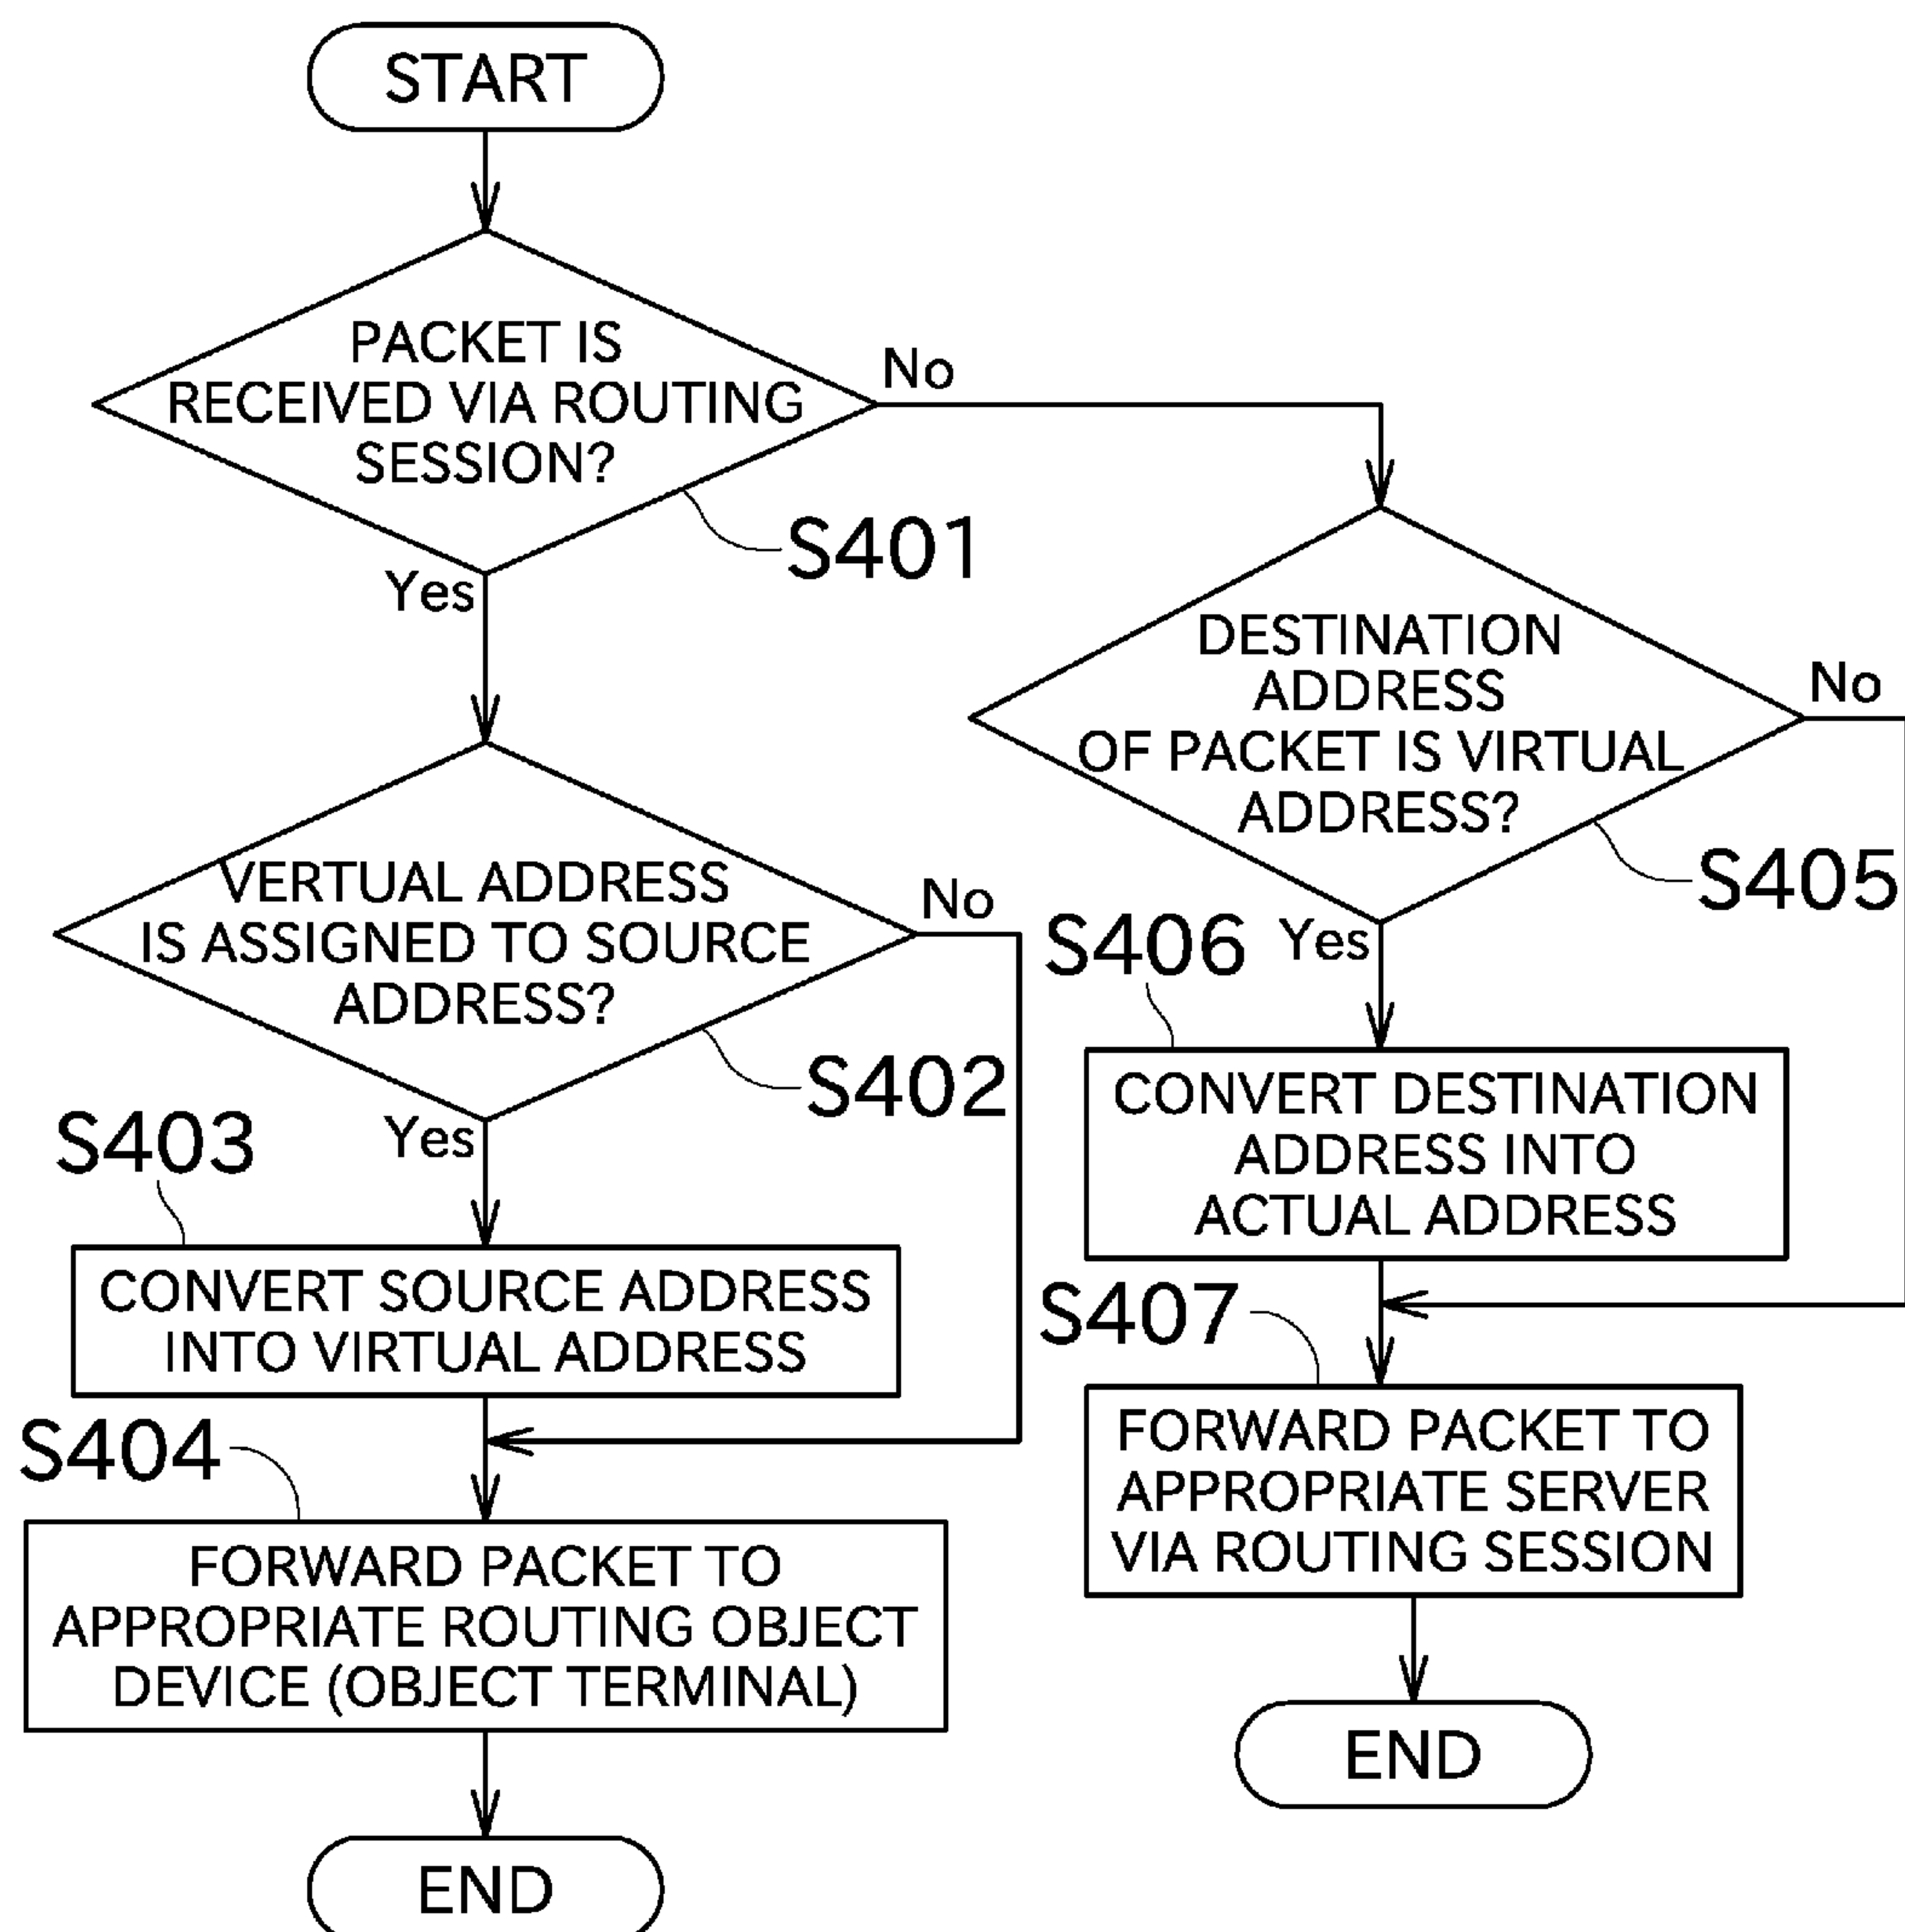 START
PACKET IS
RECEIVED VIA ROUTING
SESSION?
No
S401
Yes
VERTUAL ADDRESS
IS ASSIGNED TO SOURCE
ADDRESS?
No
S402
Yes
S403
CONVERT SOURCE ADDRESS
INTO VIRTUAL ADDRESS
S404
FORWARD PACKET TO
APPROPRIATE ROUTING OBJECT
DEVICE (OBJECT TERMINAL)
END
DESTINATION
ADDRESS
OF PACKET IS VIRTUAL
ADDRESS?
No
S405
Yes
S406
CONVERT DESTINATION
ADDRESS INTO
ACTUAL ADDRESS
S407
FORWARD PACKET TO
APPROPRIATE SERVER
VIA ROUTING SESSION
END